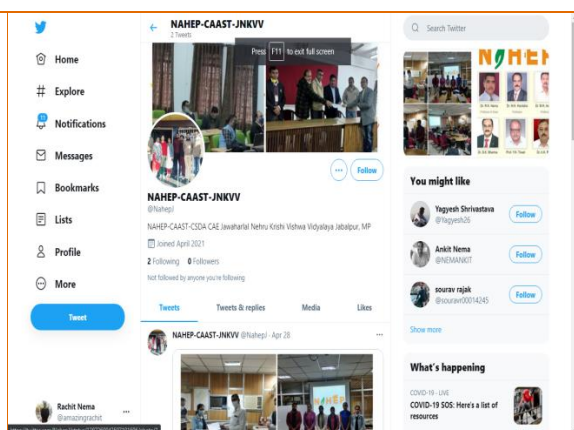 NAHEP-CAAST-JNKVV
2 Tweets
Press F11 to exit full screen
Search Twitter
Home
Explore
Notifications
Messages
Bookmarks
Lists
Profile
More
Tweet
Rachit Nema
@amazingrachit
Follow
NAHEP-CAAST-JNKVV
@NahepJ
NAHEP-CAAST-CSDA CAE Jawaharlal Nehru Krishi Vishwa Vidyalaya Jabalpur, MP
Joined April 2021
2 Following 0 Followers
Not followed by anyone you're following
Tweets Tweets & replies Media Likes
NAHEP-CAAST-JNKVV @NahepJ · Apr 28
NAHEP
NAHEP
You might like
Yagyesh Shrivastava
@Yagyesh26
Follow
Ankit Nema
@NEMANKIT
Follow
sourav rajak
@souravr00014245
Follow
Show more
What's happening
COVID-19 · LIVE
COVID-19 SOS: Here's a list of
resources